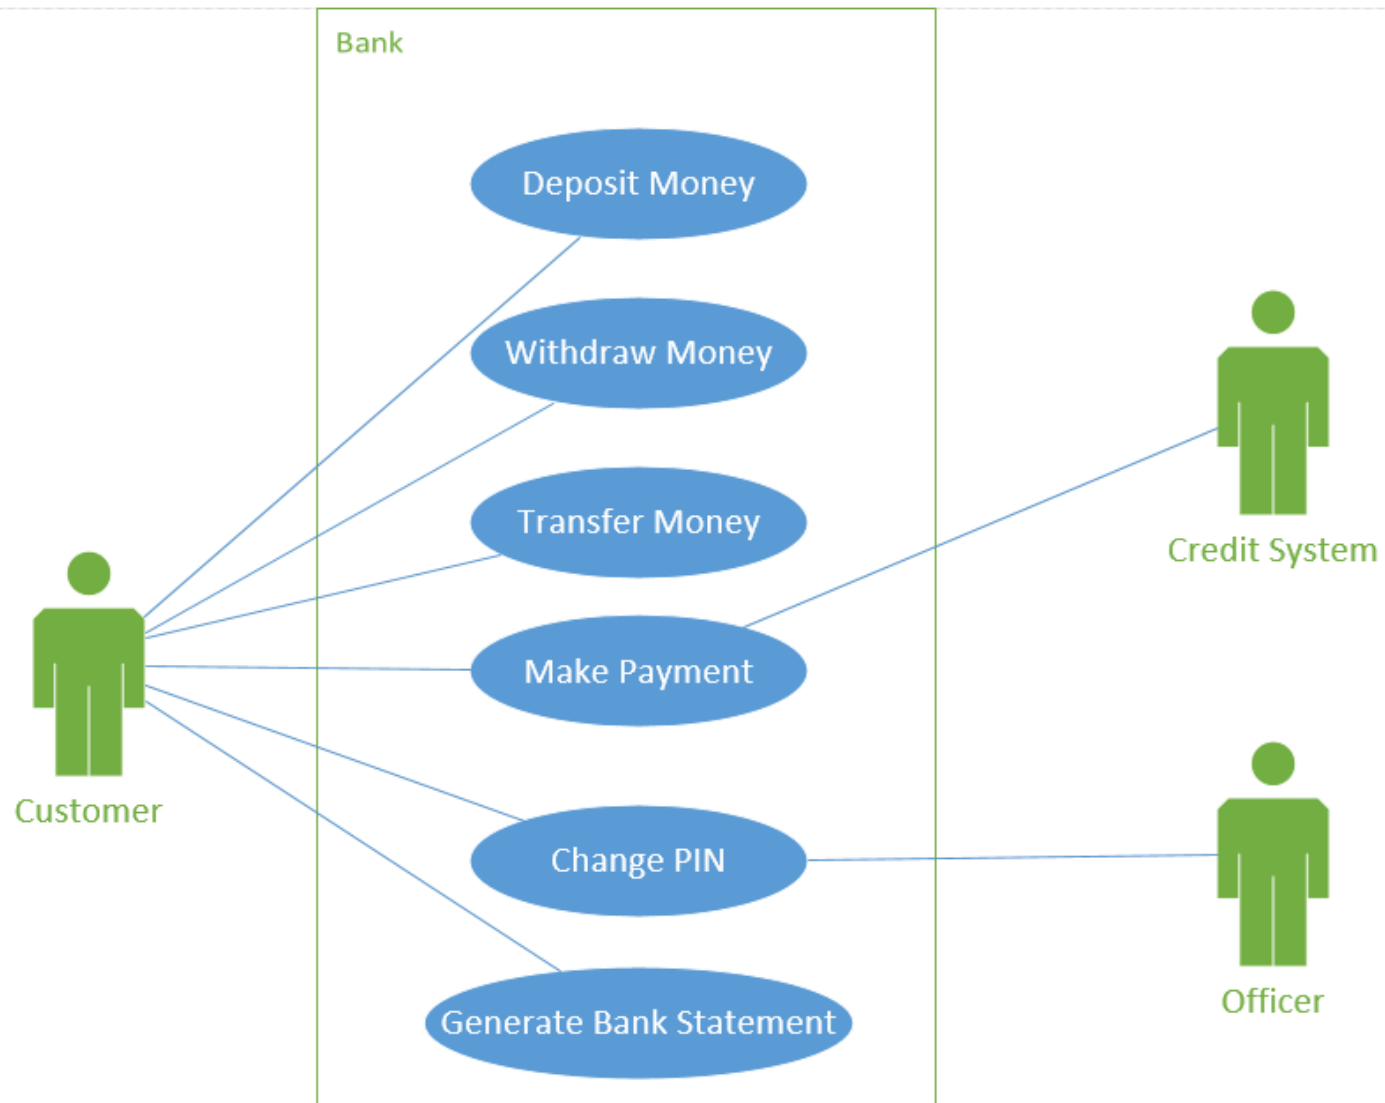 Bank
Deposit Money
Withdraw Money
Transfer Money
Credit System
Make Payment
Customer
Change PIN
Officer
Generate Bank Statement